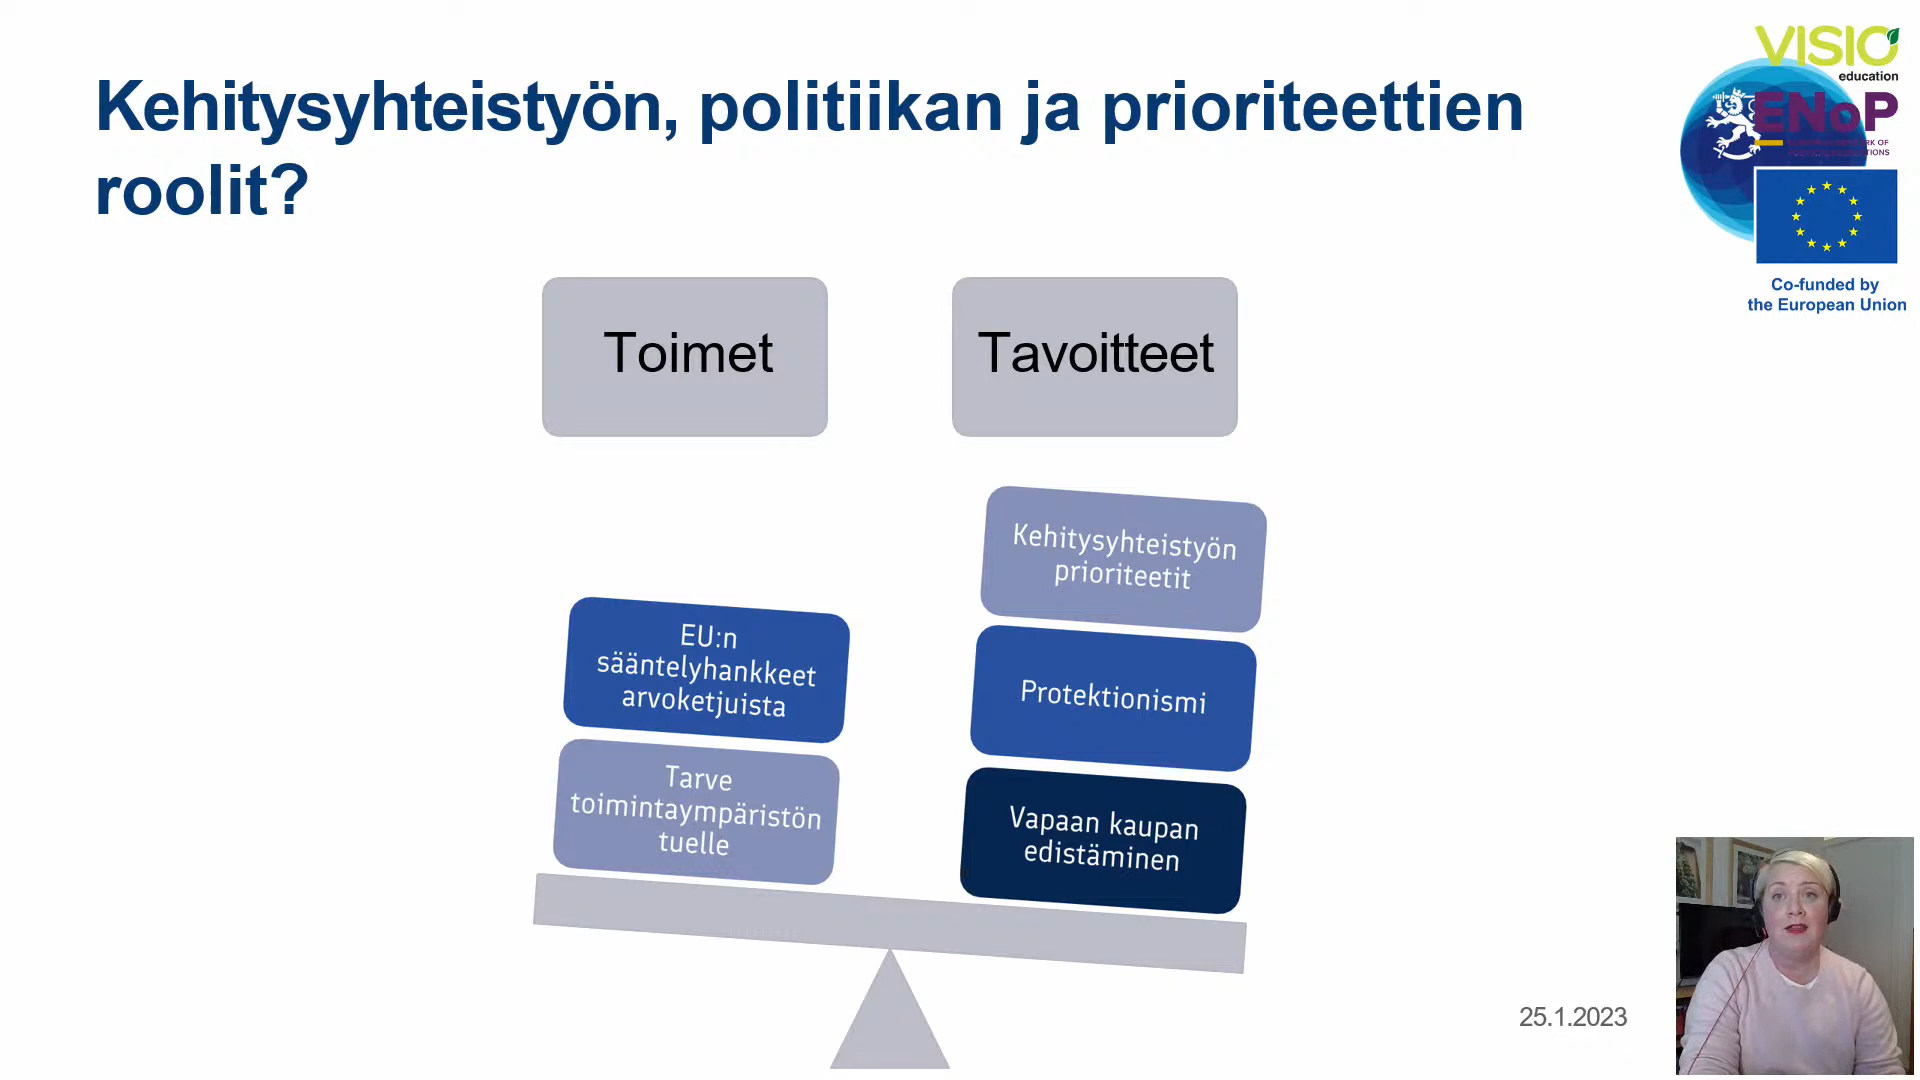 Kehitysyhteistyön, politiikan ja prioriteettien
roolit?
VISIO
education
ENoP
Co-funded by
the European Union
Toimet
Tavoitteet
EU:n
sääntelyhankkeet
arvoketjuista
Tarve
toimintaympäristön
tuelle
Kehitysyhteistyön
prioriteetit
Protektionismi
Vapaan kaupan
edistäminen
25.1.2023